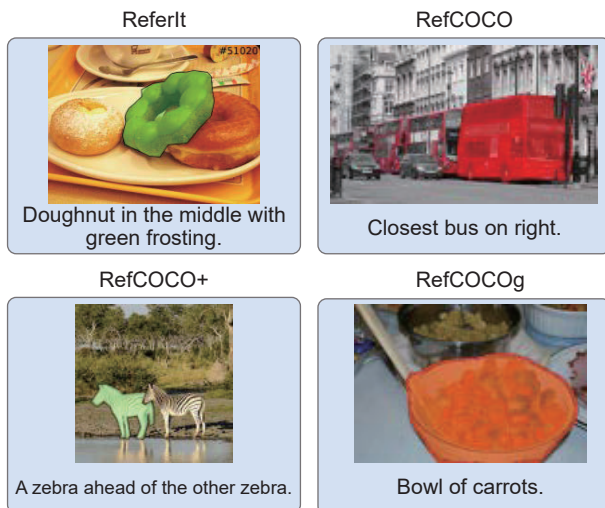 ReferIt
RefCOCO
#51020
Doughnut in the middle with
green frosting.
Closest bus on right.
RefCOCO+
RefCOCOg
A zebra ahead of the other zebra.
Bowl of carrots.